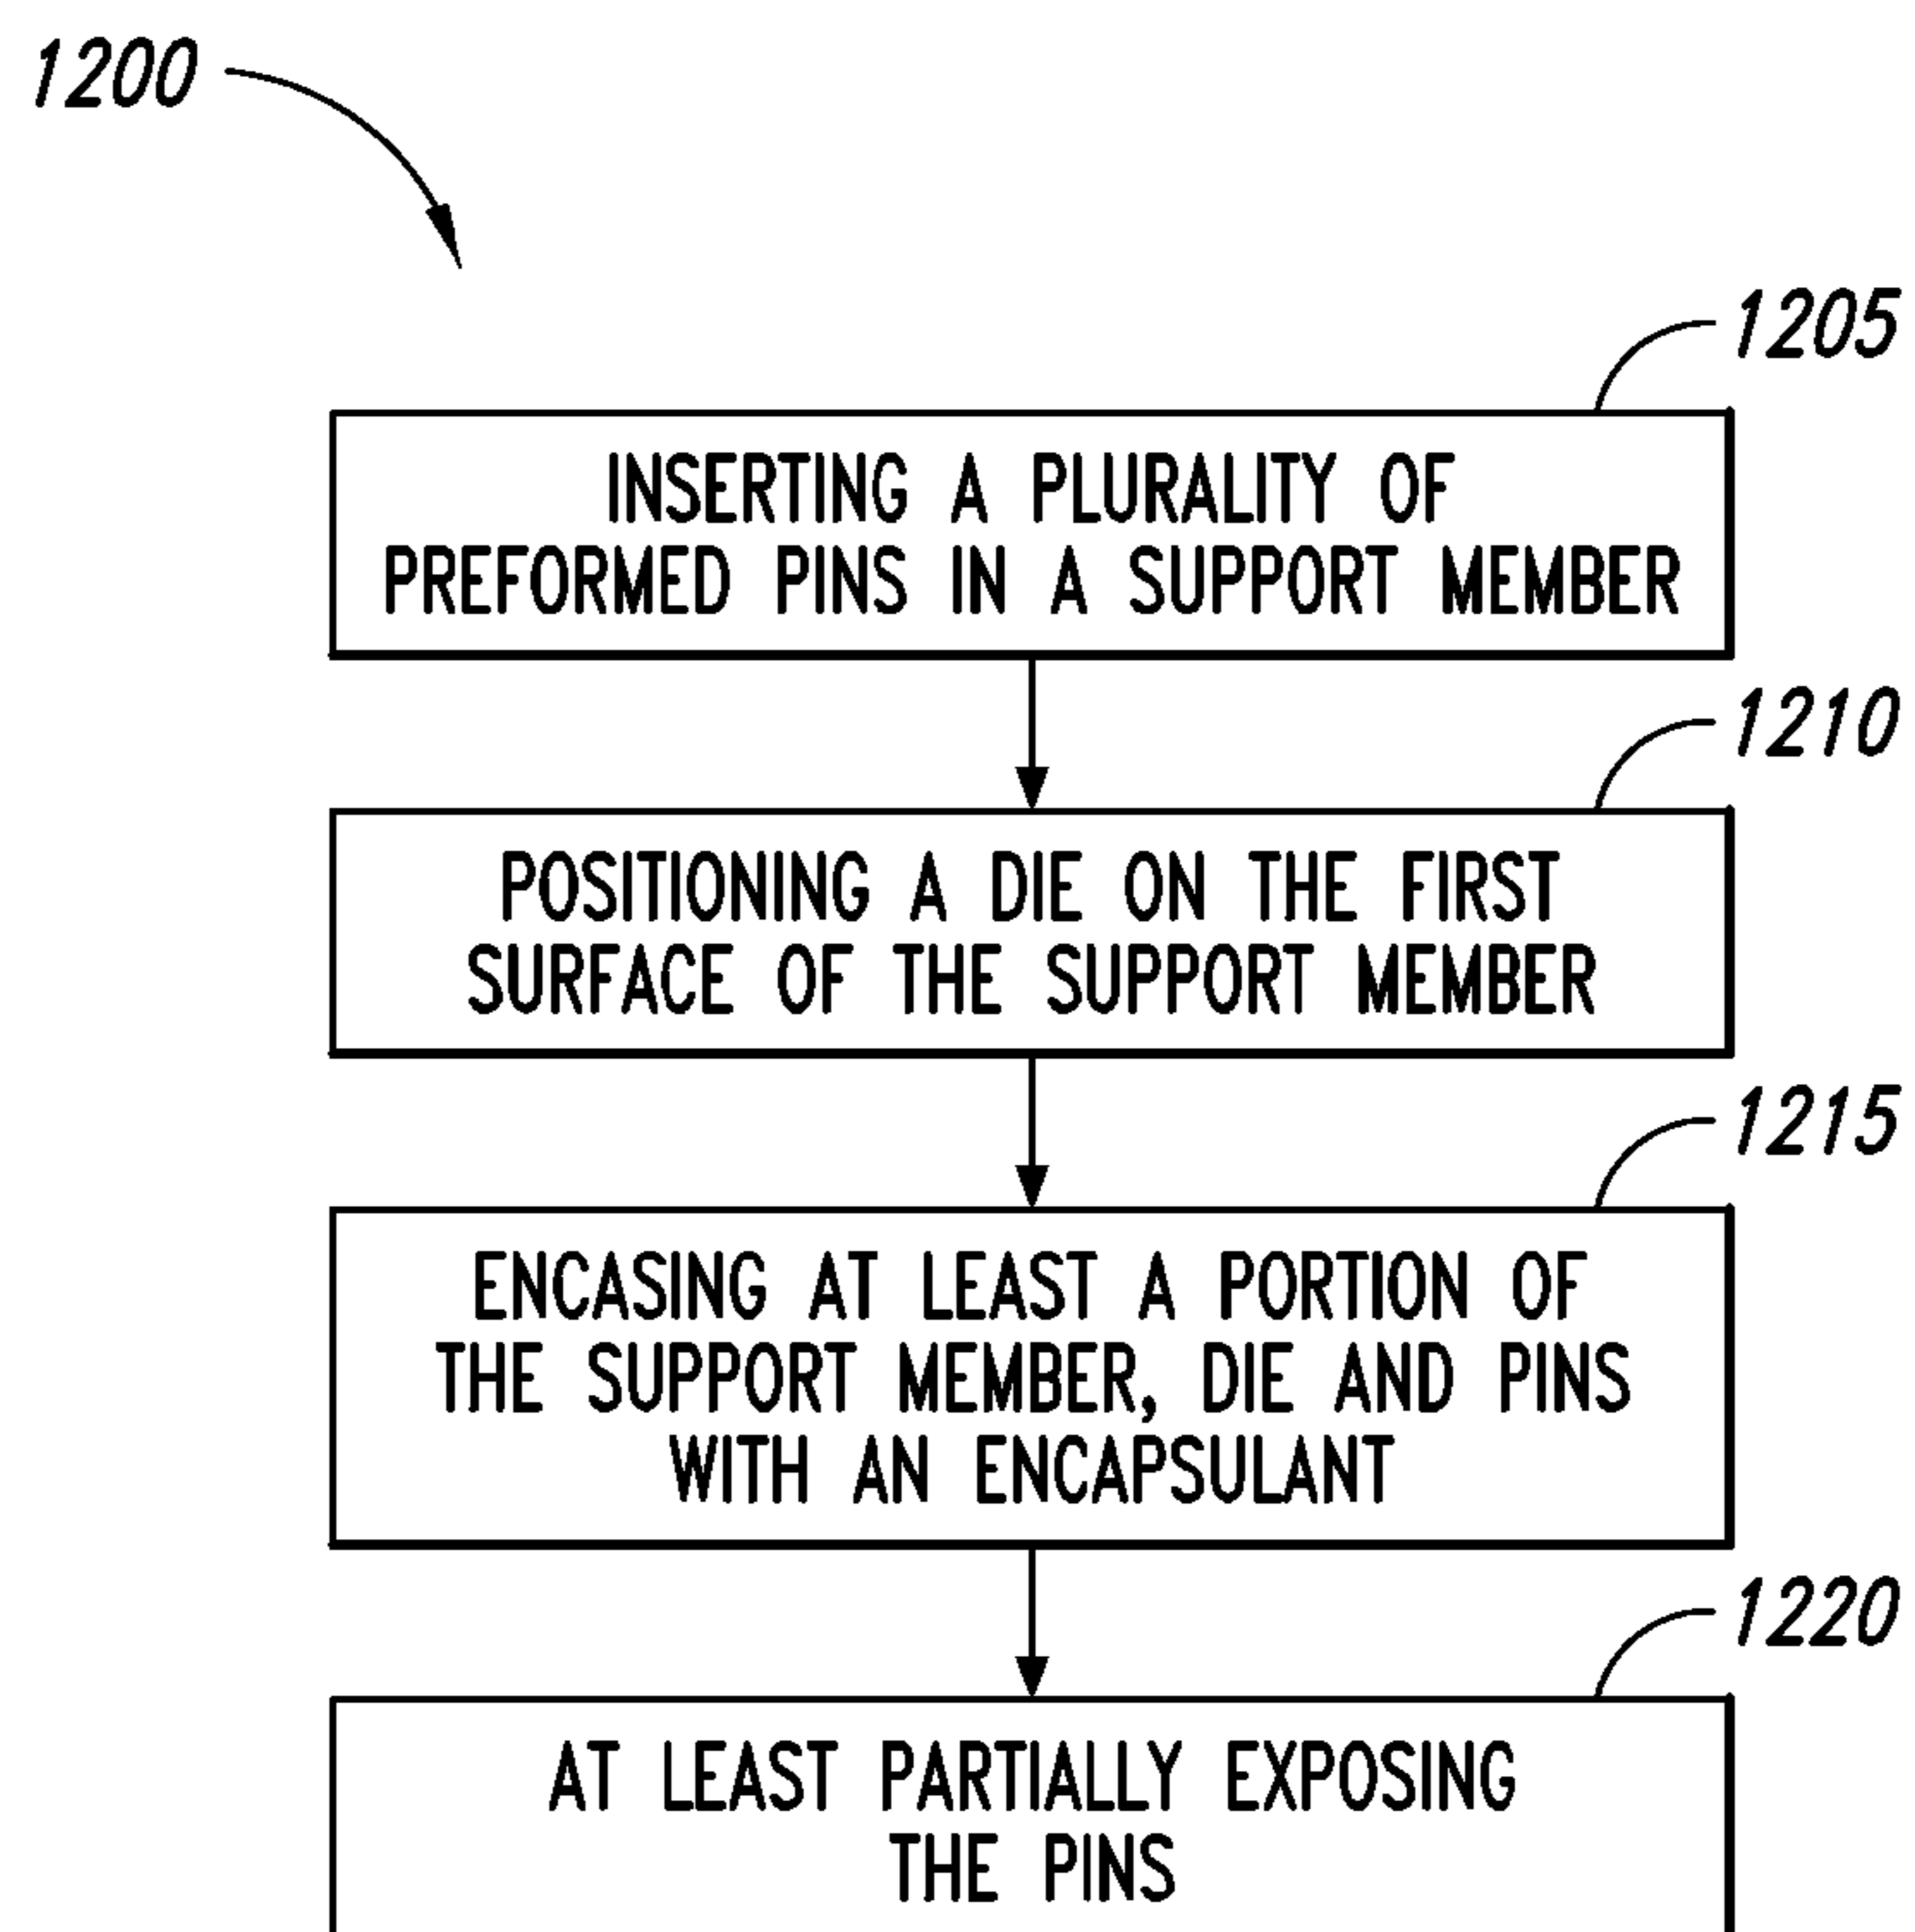 1200
1205
INSERTING A PLURALITY OF
PREFORMED PINS IN A SUPPORT MEMBER
1210
POSITIONING A DIE ON THE FIRST
SURFACE OF THE SUPPORT MEMBER
1215
ENCASING AT LEAST A PORTION OF
THE SUPPORT MEMBER, DIE AND PINS
WITH AN ENCAPSULANT
1220
AT LEAST PARTIALLY EXPOSING
THE PINS